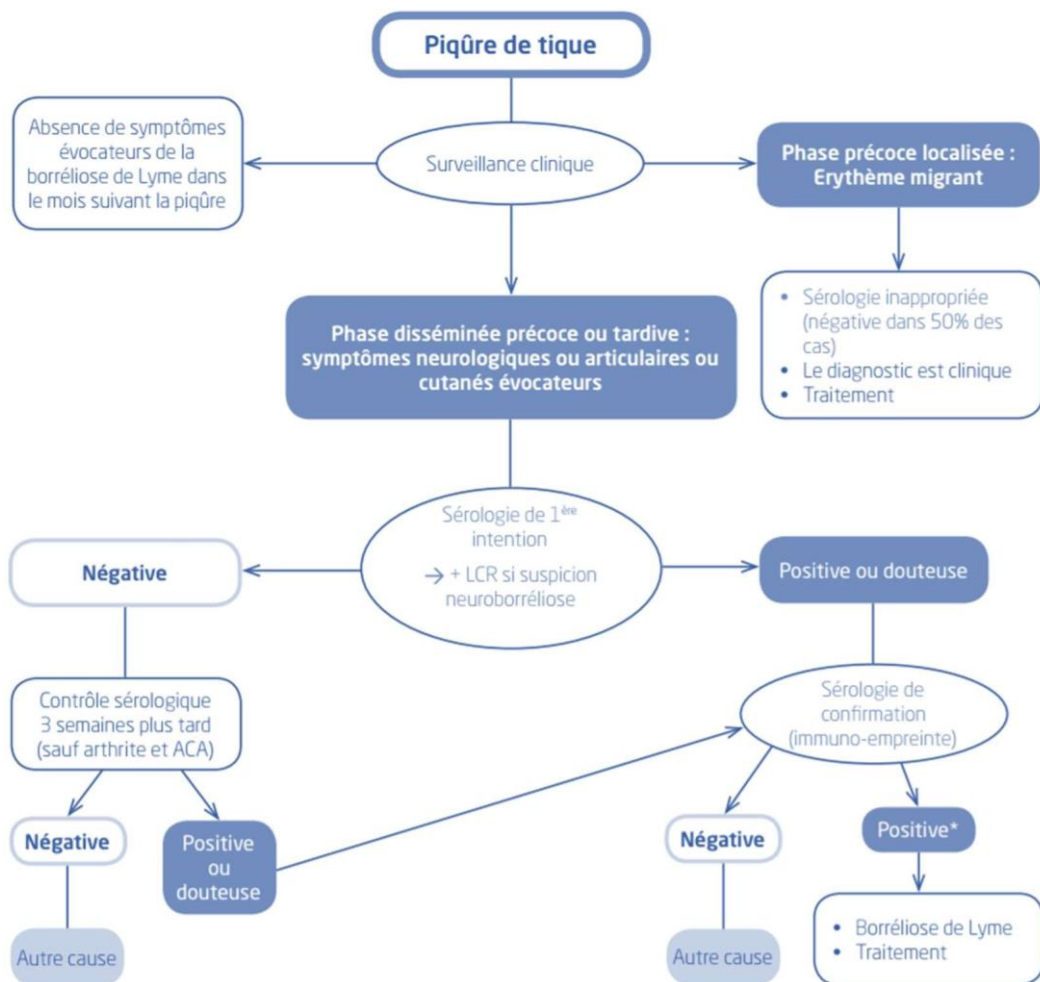 Piqûre de tique
Absence de symptômes
évocateurs de la
borréliose de Lyme dans
le mois suivant la piqûre
Surveillance clinique
Phase précoce localisée :
Erythème migrant
• Sérologie inappropriée
(négative dans 50% des
cas)
• Le diagnostic est clinique
• Traitement
Phase disséminée précoce ou tardive :
symptômes neurologiques ou articulaires ou
cutanés évocateurs
Sérologie de 1ère
intention
→ + LCR si suspicion
neuroborréliose
Négative
Positive ou douteuse
Contrôle sérologique
3 semaines plus tard
(sauf arthrite et ACA)
Sérologie de
confirmation
(immuno-empreinte)
Négative
Positive
ou
douteuse
Négative
Positive*
Autre cause
Autre cause
• Borréliose de Lyme
• Traitement